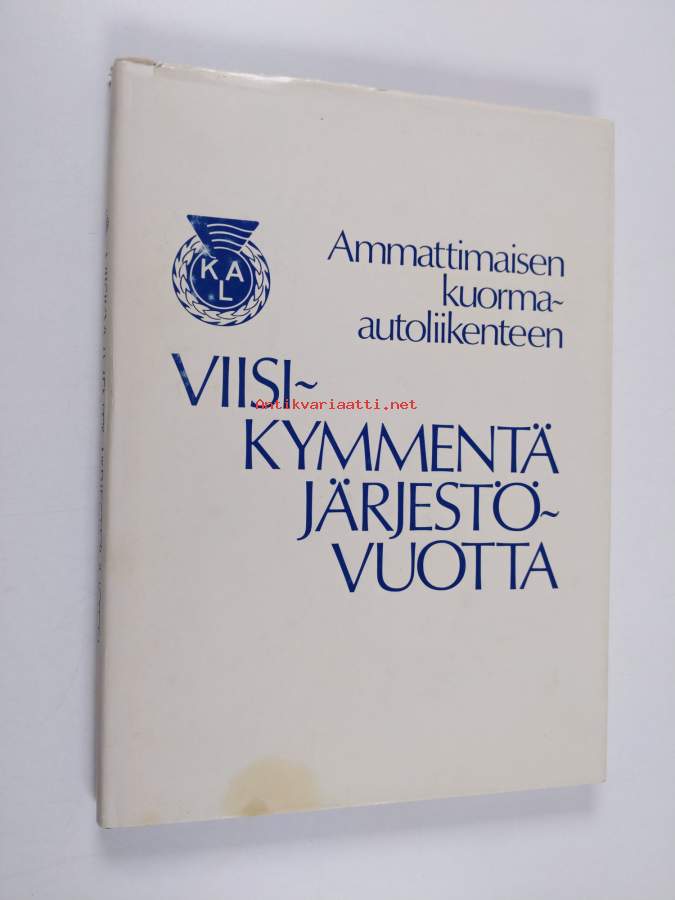 KAL
Ammattimaisen
kuorma~
autoliikenteen
VIISI~
Antikvariaatti.net
KYMMENTÄ
JÄRJESTÖ~
VUOTTA